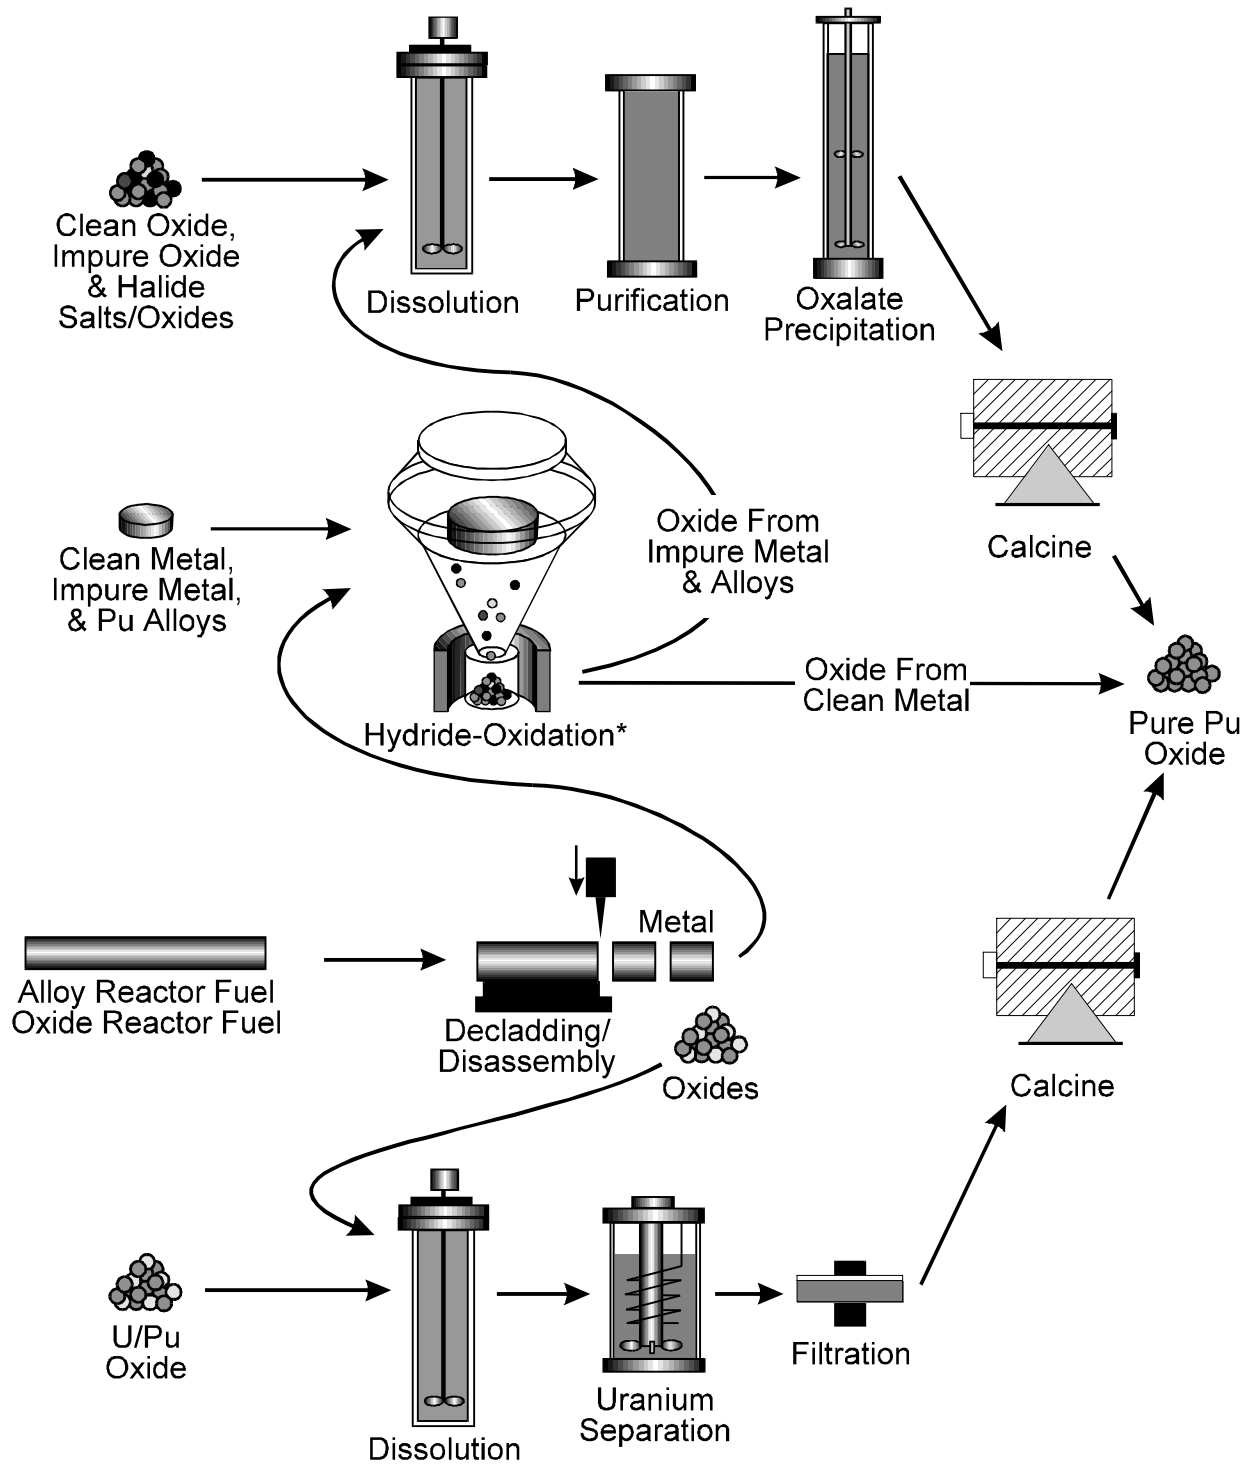 Clean Oxide,
Impure Oxide
& Halide
Salts/Oxides
Dissolution
Purification
Oxalate
Precipitation
Calcine
Clean Metal,
Impure Metal,
& Pu Alloys
Hydride-Oxidation*
Oxide From
Impure Metal
& Alloys
Oxide From
Clean Metal
Pure Pu
Oxide
Alloy Reactor Fuel
Oxide Reactor Fuel
Decladding/
Disassembly
Metal
Oxides
Calcine
U/Pu
Oxide
Dissolution
Uranium
Separation
Filtration